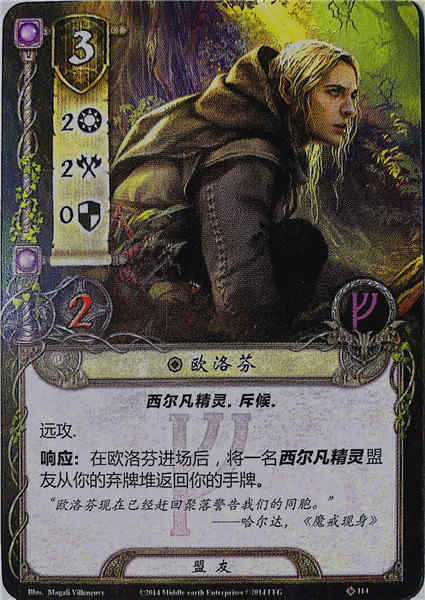 3
2
2
0
2
欧洛芬
西尔凡精灵. 斥候.
远攻.
响应：在欧洛芬进场后，将一名西尔凡精灵盟
友从你的弃牌堆返回你的手牌。
“欧洛芬现在已经赶回聚落警告我们的同胞。”
——哈尔达，《魔戒现身》
盟友
Illus. Magali Villeneuve ©2014 Middle-earth Enterprises ©2014 FFG 114